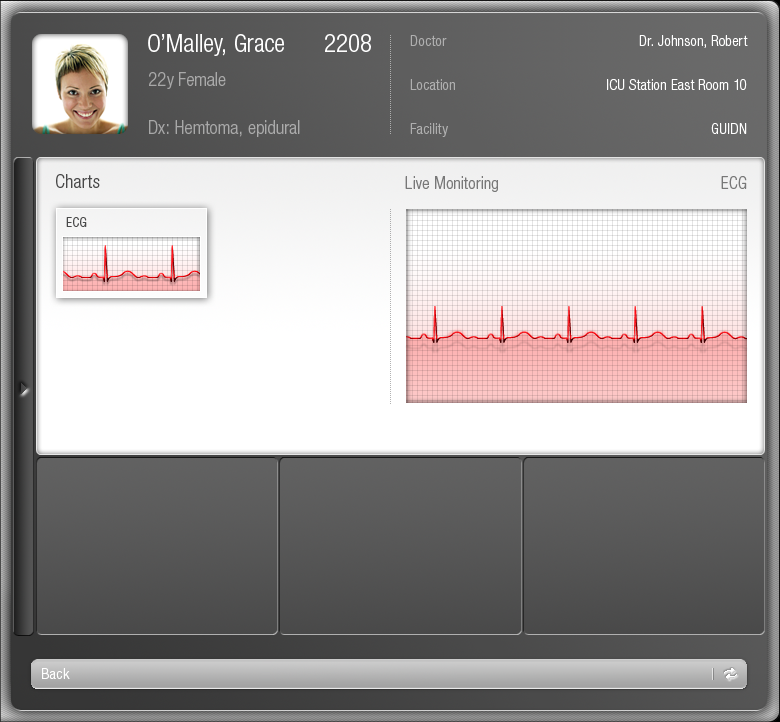 O'Malley, Grace 2208
22y Female
Dx: Hemtoma, epidural
Doctor Dr. Johnson, Robert
Location ICU Station East Room 10
Facility GUIDN
Charts
ECG
Live Monitoring ECG
Back